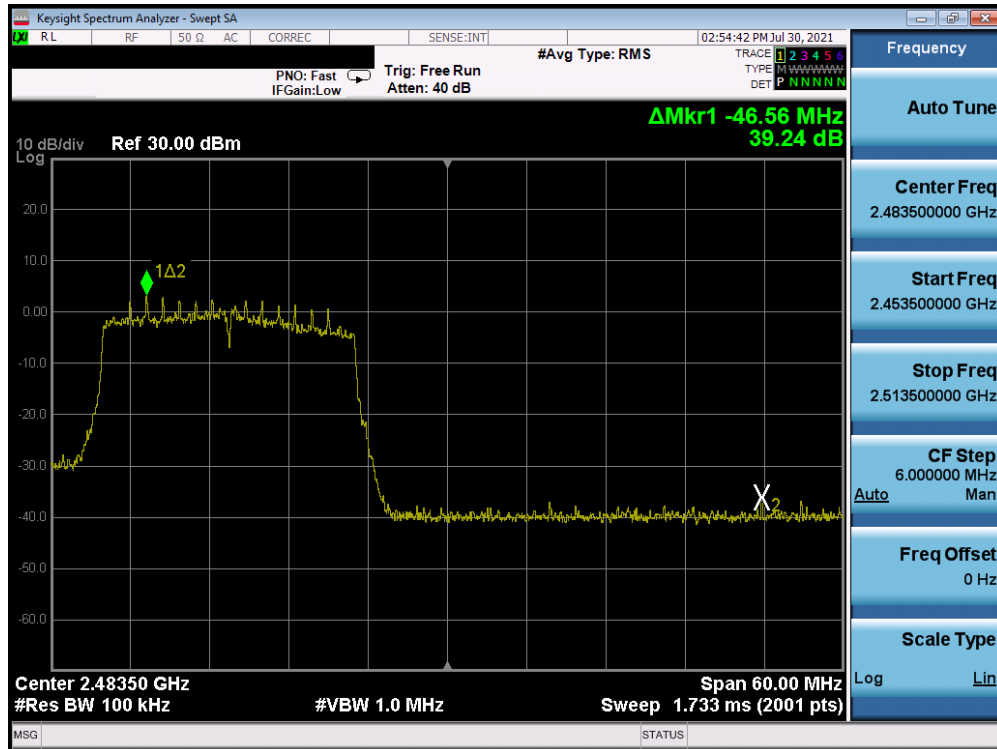 Keysight Spectrum Analyzer - Swept SA
LXI RL RF 50 Ω AC CORREC SENSE:INT 02:54:42 PM Jul 30, 2021
#Avg Type: RMS
TRACE 1 2 3 4 5 6
TYPE M W W W W W
DET P N N N N N
PNO: Fast
IFGain:Low
Trig: Free Run
Atten: 40 dB
ΔMkr1 -46.56 MHz
39.24 dB
10 dB/div Ref 30.00 dBm
Log
20.0
10.0
0.00
-10.0
-20.0
-30.0
-40.0
-50.0
-60.0
1Δ2
X2
Center 2.48350 GHz Span 60.00 MHz
#Res BW 100 kHz #VBW 1.0 MHz Sweep 1.733 ms (2001 pts)
MSG STATUS
Frequency
Auto Tune
Center Freq
2.483500000 GHz
Start Freq
2.453500000 GHz
Stop Freq
2.513500000 GHz
CF Step
6.000000 MHz
Auto Man
Freq Offset
0 Hz
Scale Type
Log Lin